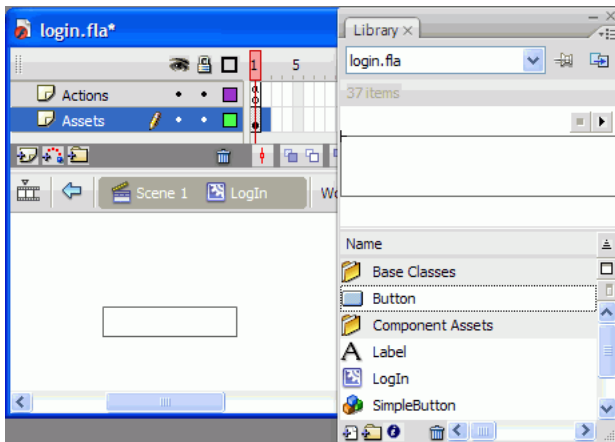 login.fla*
1 5
Actions
Assets
Scene 1 LogIn
Library
login.fla
37 items
Name
Base Classes
Button
Component Assets
Label
LogIn
SimpleButton